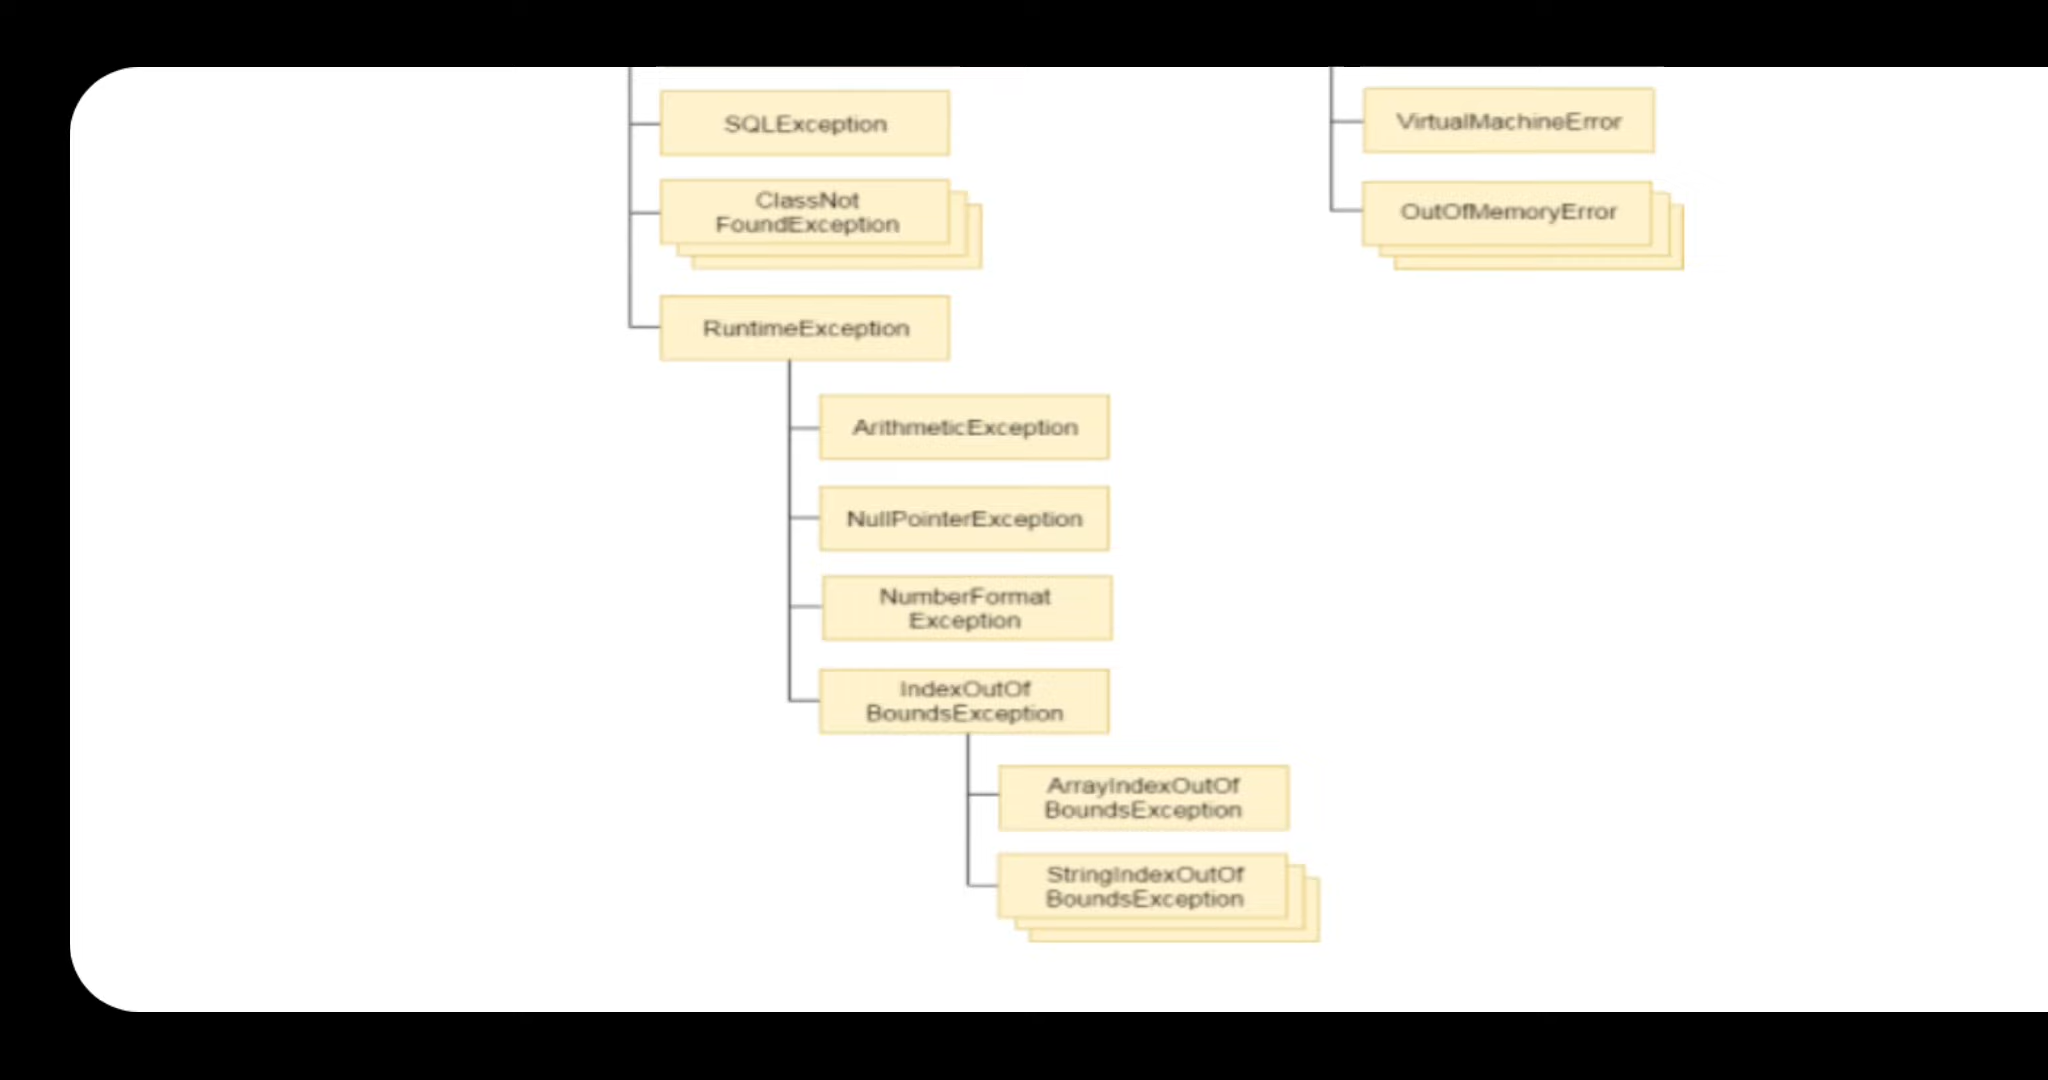 SQLException
ClassNot
FoundException
RuntimeException
ArithmeticException
NullPointerException
NumberFormat
Exception
IndexOutOf
BoundsException
ArrayIndexOutOf
BoundsException
StringIndexOutOf
BoundsException
VirtualMachineError
OutOfMemoryError